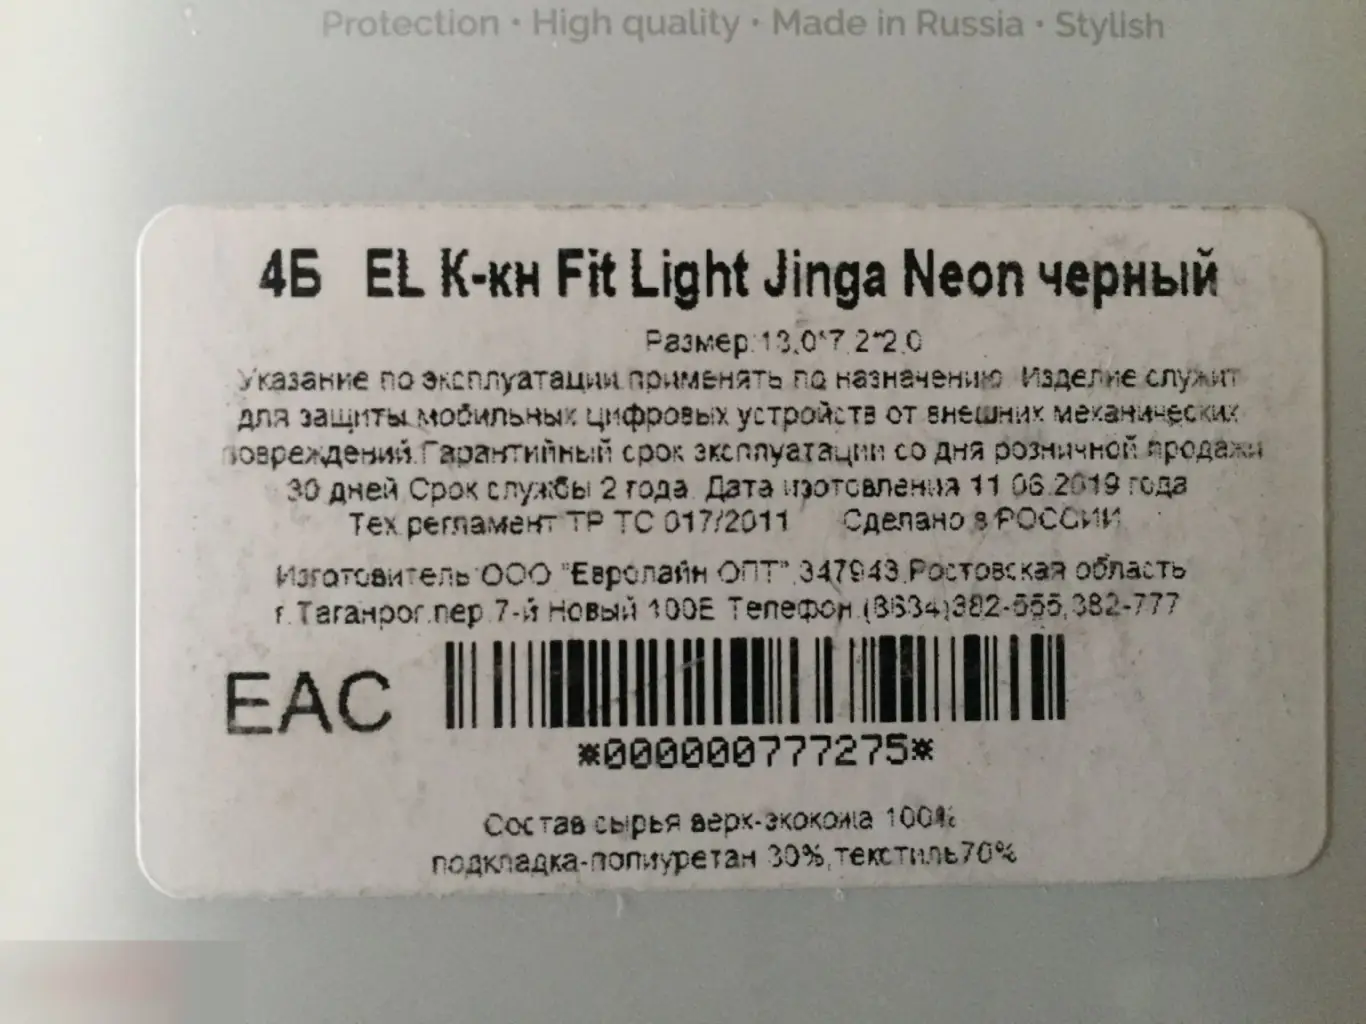 Protection · High quality · Made in Russia · Stylish
4Б EL К-кн Fit Light Jinga Neon черный
Размер:13,0*7,2*2,0
Указание по эксплуатации:применять по назначению. Изделие служит
для защиты мобильных цифровых устройств от внешних механических
повреждений.Гарантийный срок эксплуатации со дня розничной продажи
30 дней.Срок службы 2 года. Дата изготовления 11.06.2019 года
Тех.регламент ТР ТС 017/2011 Сделано в РОССИИ
Изготовитель:ООО "Евролайн ОПТ",347943,Ростовская область
г.Таганрог,пер.7-й Новый 100Е Телефон.(8634)382-555,382-777
EAC
*000000777275*
Состав сырья верх-экокожа 100%
подкладка-полиуретан 30%,текстиль70%